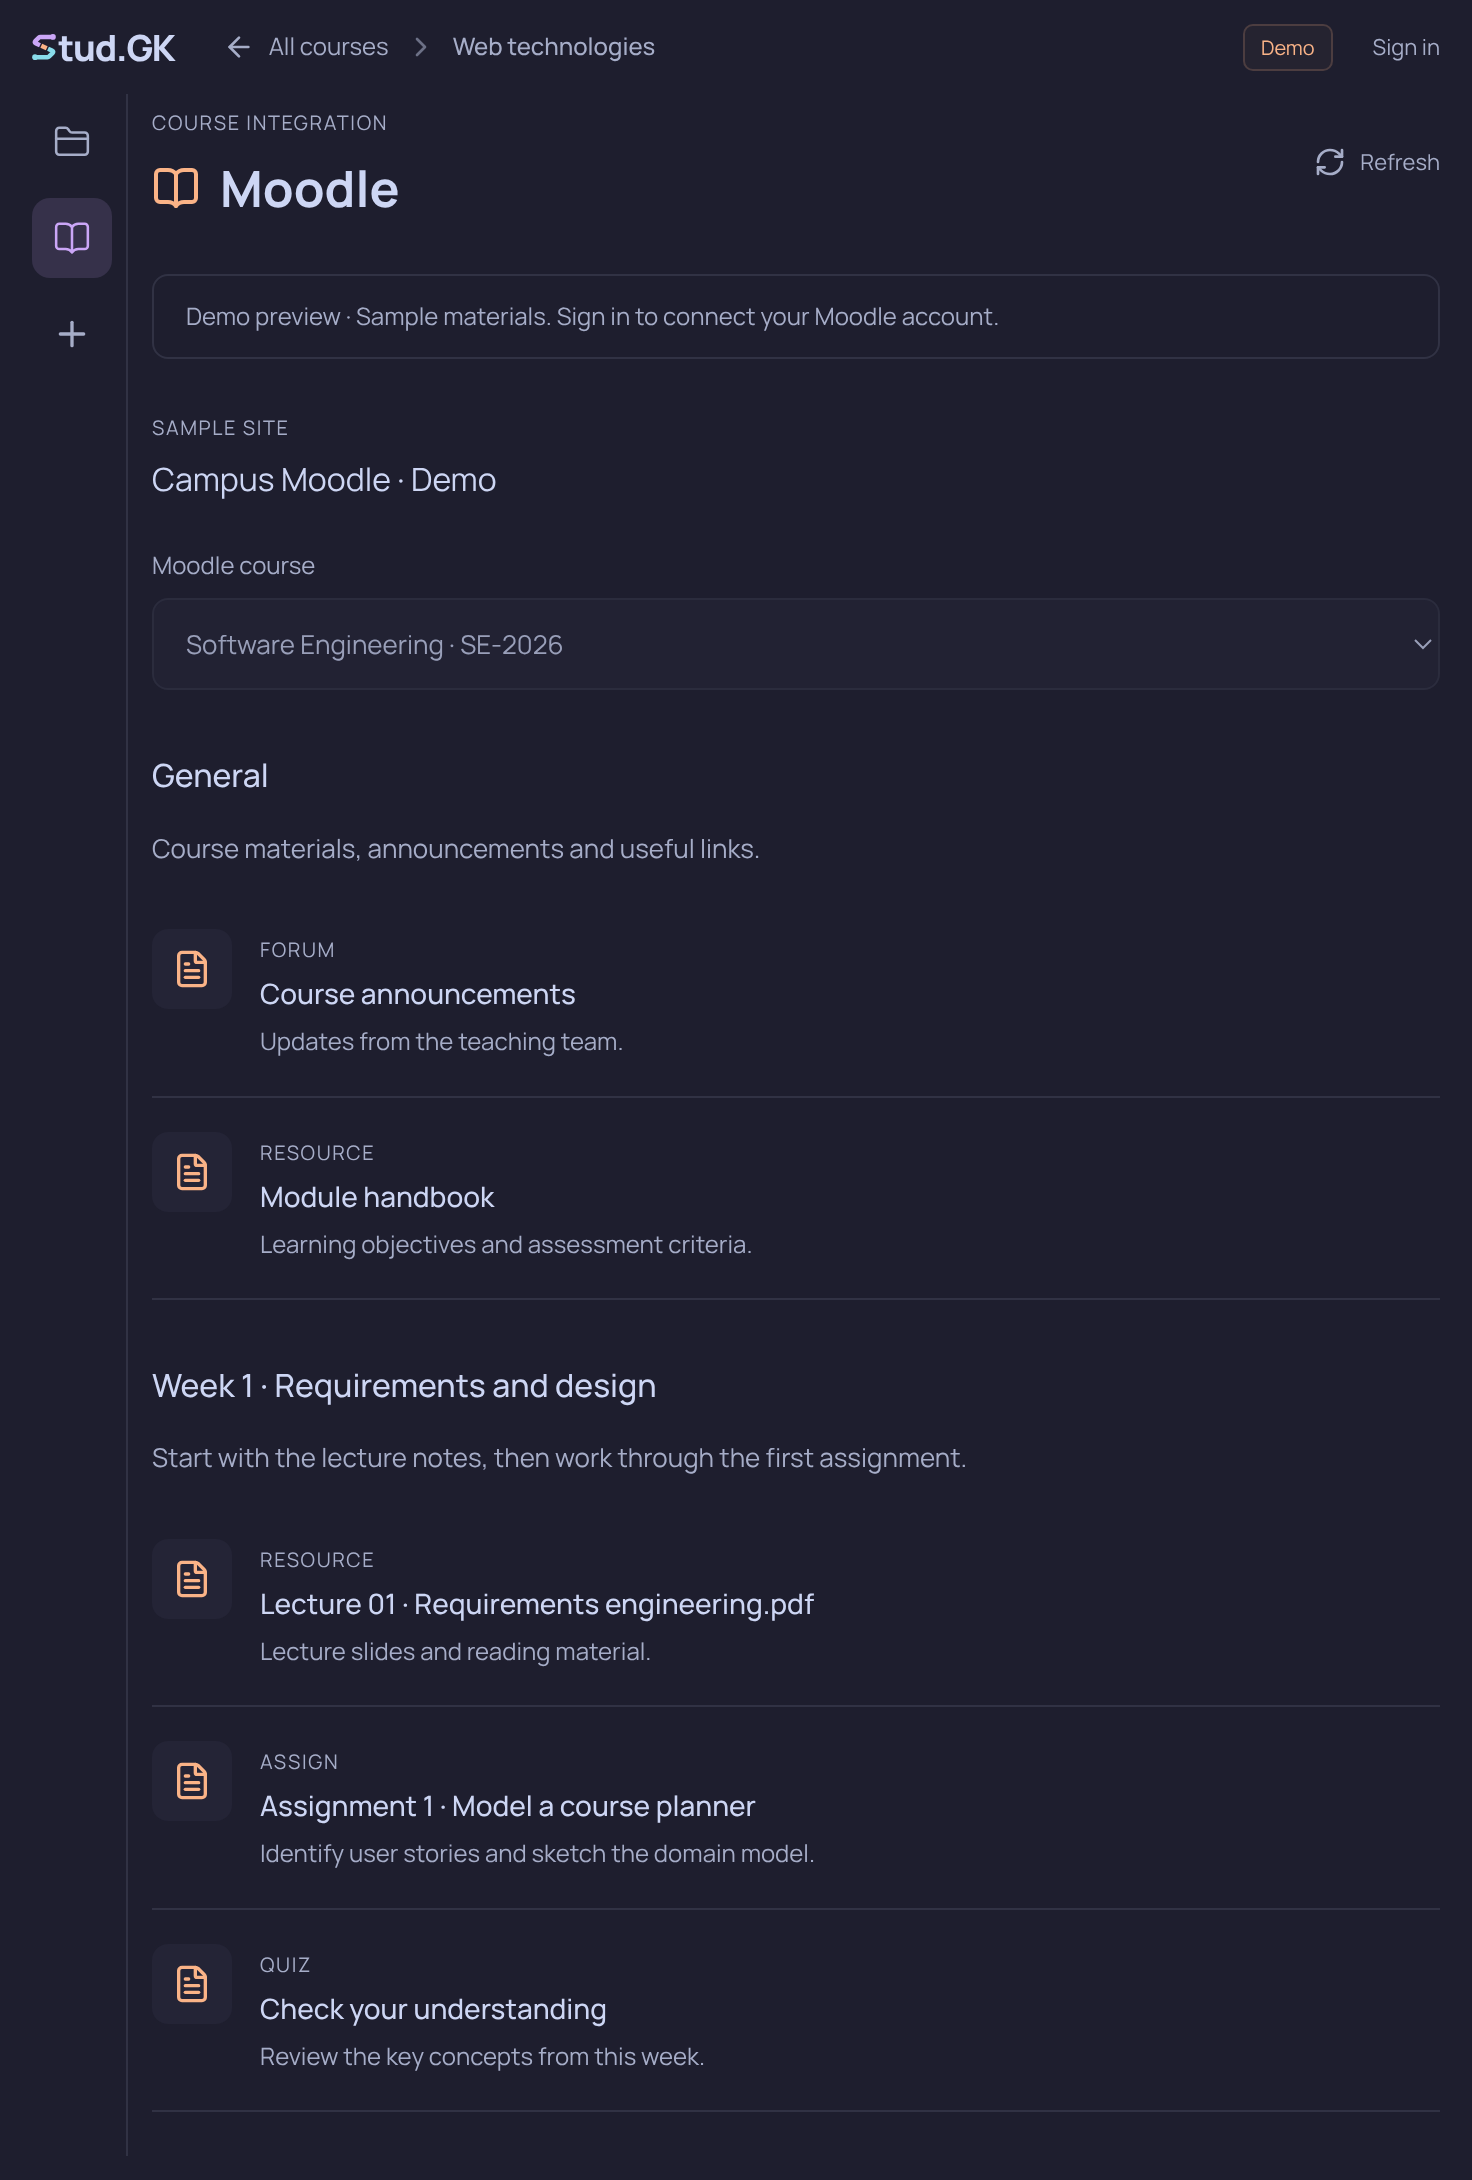 Stud.GK
All courses
Web technologies
Demo
Sign in
COURSE INTEGRATION
Moodle
Refresh
Demo preview · Sample materials. Sign in to connect your Moodle account.
SAMPLE SITE
Campus Moodle · Demo
Moodle course
Software Engineering · SE-2026
General
Course materials, announcements and useful links.
FORUM
Course announcements
Updates from the teaching team.
RESOURCE
Module handbook
Learning objectives and assessment criteria.
Week 1 · Requirements and design
Start with the lecture notes, then work through the first assignment.
RESOURCE
Lecture 01 · Requirements engineering.pdf
Lecture slides and reading material.
ASSIGN
Assignment 1 · Model a course planner
Identify user stories and sketch the domain model.
QUIZ
Check your understanding
Review the key concepts from this week.